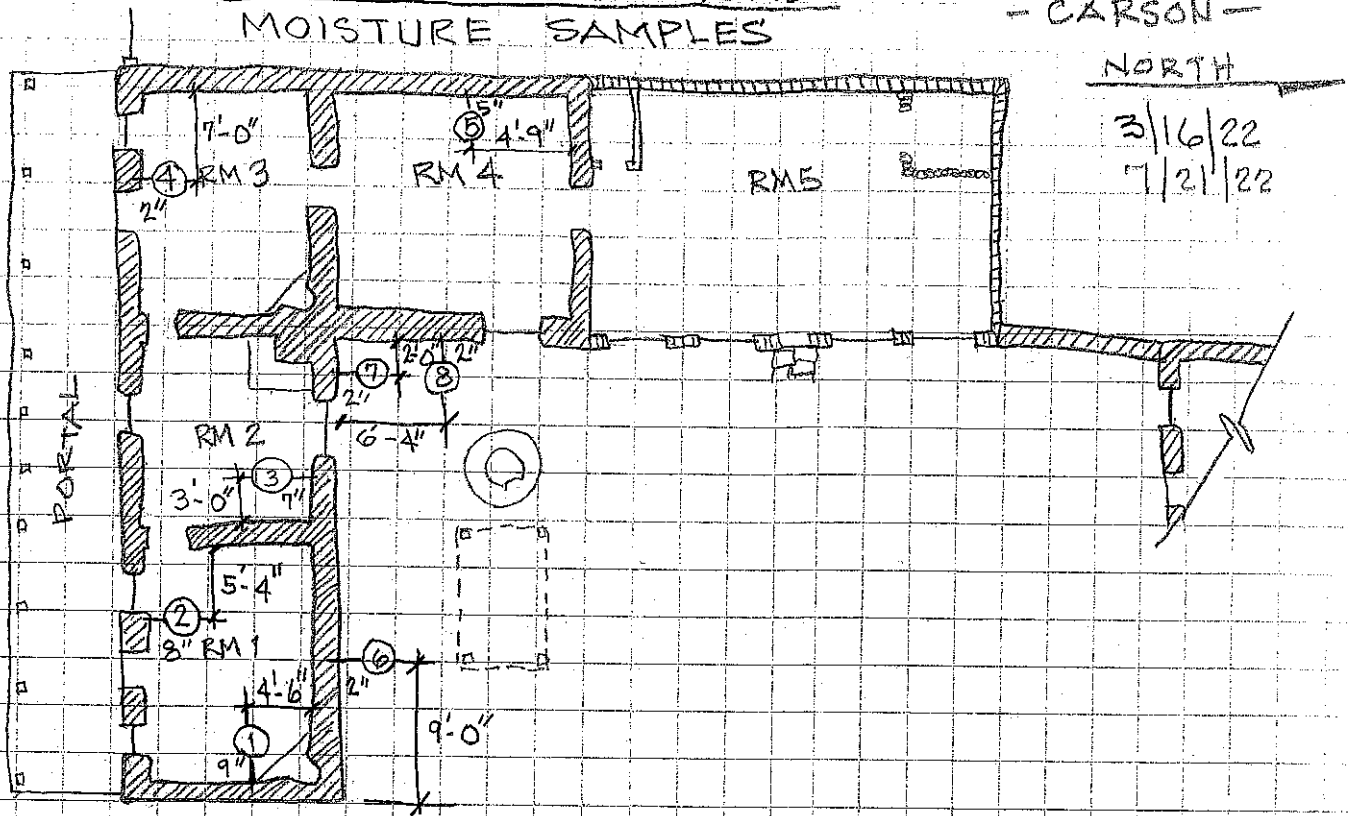 MOISTURE SAMPLES
- CARSON -
NORTH
3/16/22
7/21/22
7'-0"
④
2"
RM 3
5"
⑤
4'-9"
RM 4
RM5
PORTAL
2'-0"
2"
⑦
⑧
2"
6'-4"
RM 2
③
3'-0"
7"
5'-4"
②
8"
RM 1
⑥
2"
4'-6"
①
9"
9'-0"